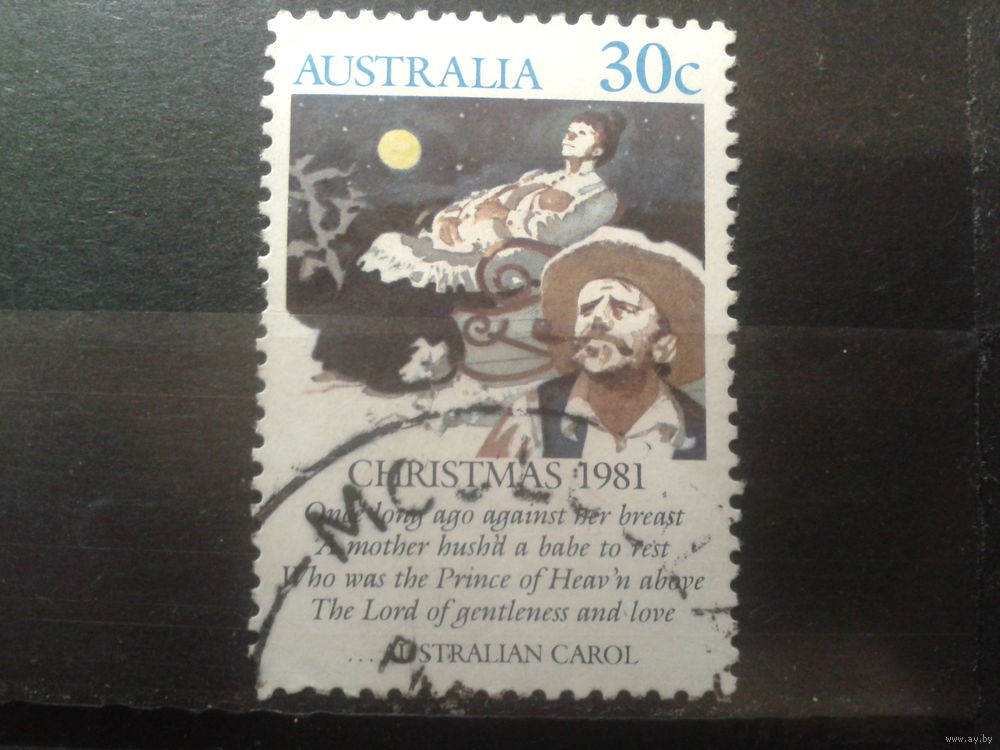 AUSTRALIA 30c
CHRISTMAS 1981
Once long ago against her breast
A mother hush'd a babe to rest
Who was the Prince of Heav'n above
The Lord of gentleness and love
...AUSTRALIAN CAROL
www.ay.by